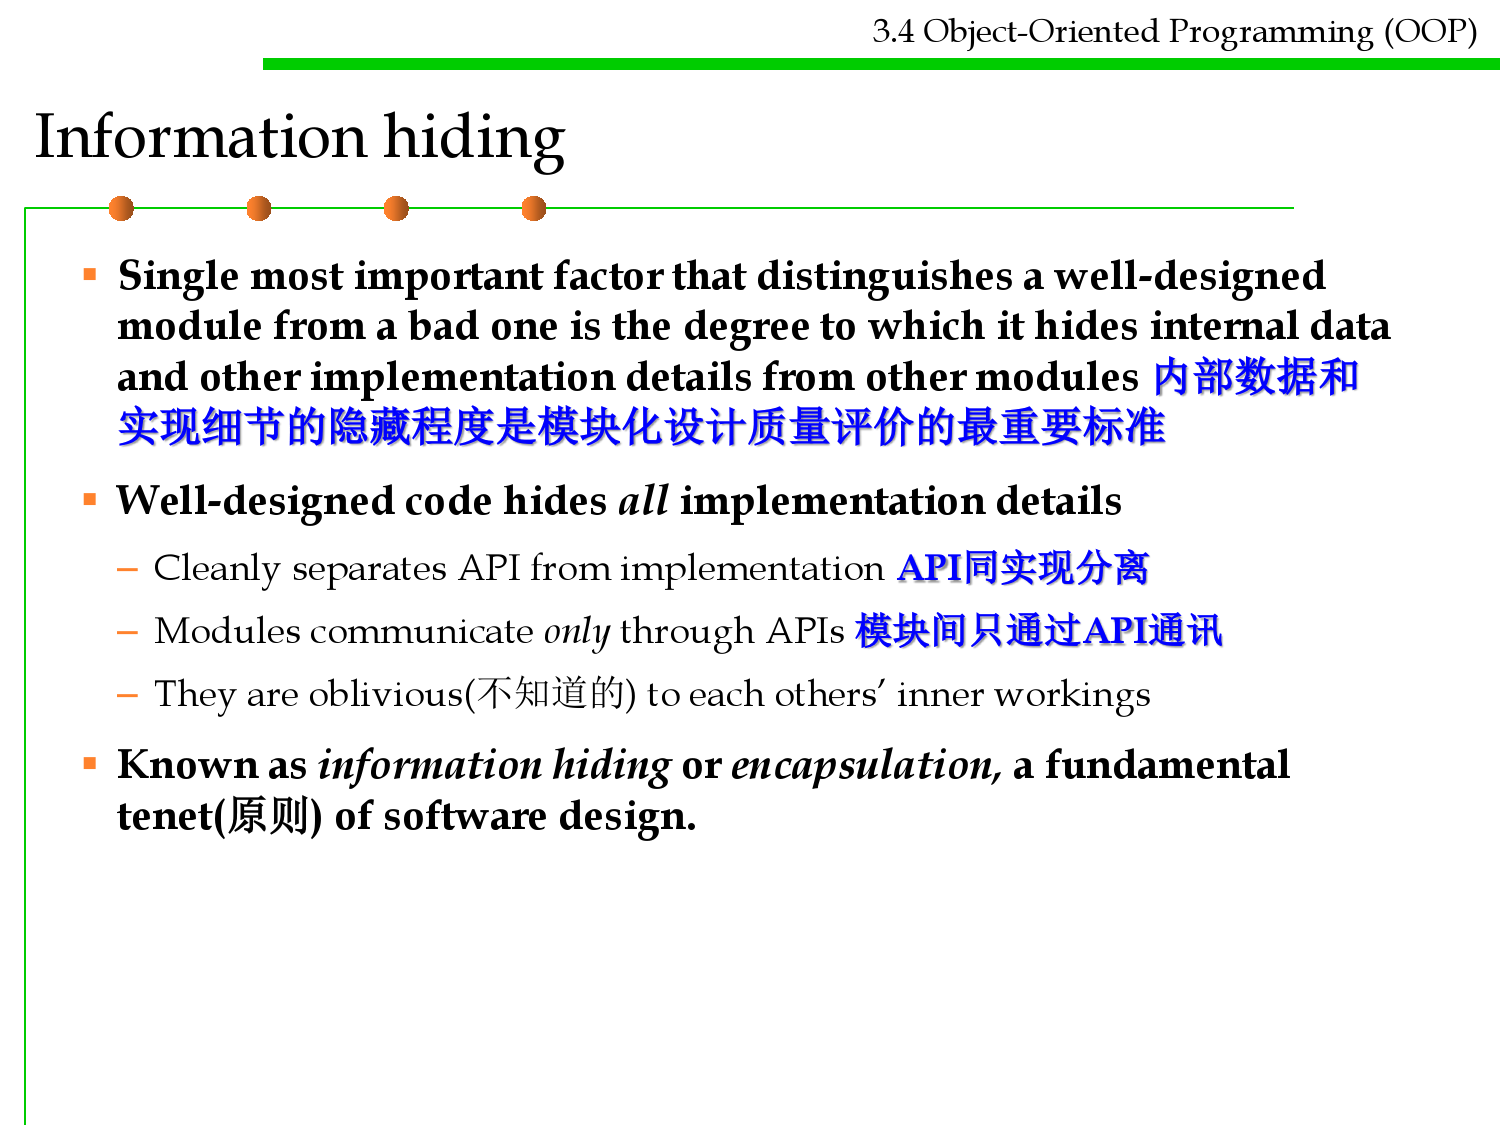 3.4 Object-Oriented Programming (OOP)
Information hiding
▪ Single most important factor that distinguishes a well-designed
module from a bad one is the degree to which it hides internal data
and other implementation details from other modules 内部数据和
实现细节的隐藏程度是模块化设计质量评价的最重要标准
▪ Well-designed code hides all implementation details
– Cleanly separates API from implementation API同实现分离
– Modules communicate only through APIs 模块间只通过API通讯
– They are oblivious(不知道的) to each others’ inner workings
▪ Known as information hiding or encapsulation, a fundamental
tenet(原则) of software design.